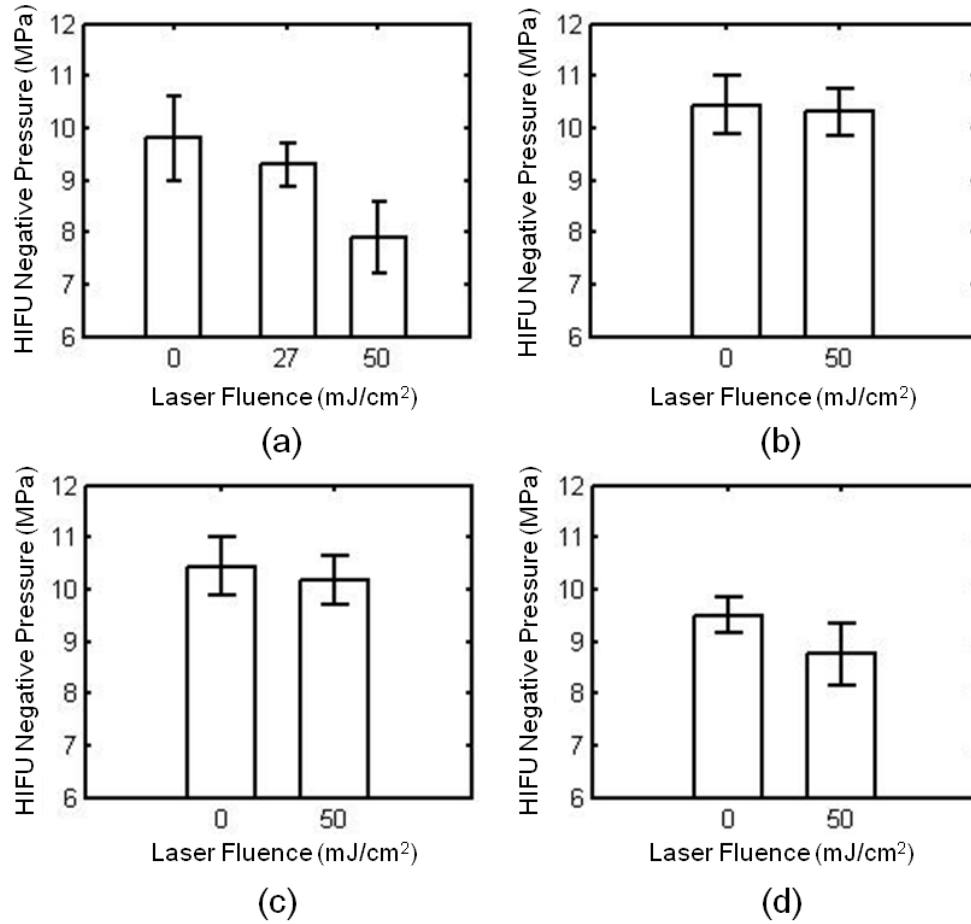 HIFU Negative Pressure (MPa)
12
11
10
9
8
7
6
0 27 50
Laser Fluence (mJ/cm²)
(a)
HIFU Negative Pressure (MPa)
12
11
10
9
8
7
6
0 50
Laser Fluence (mJ/cm²)
(b)
HIFU Negative Pressure (MPa)
12
11
10
9
8
7
6
0 50
Laser Fluence (mJ/cm²)
(c)
HIFU Negative Pressure (MPa)
12
11
10
9
8
7
6
0 50
Laser Fluence (mJ/cm²)
(d)